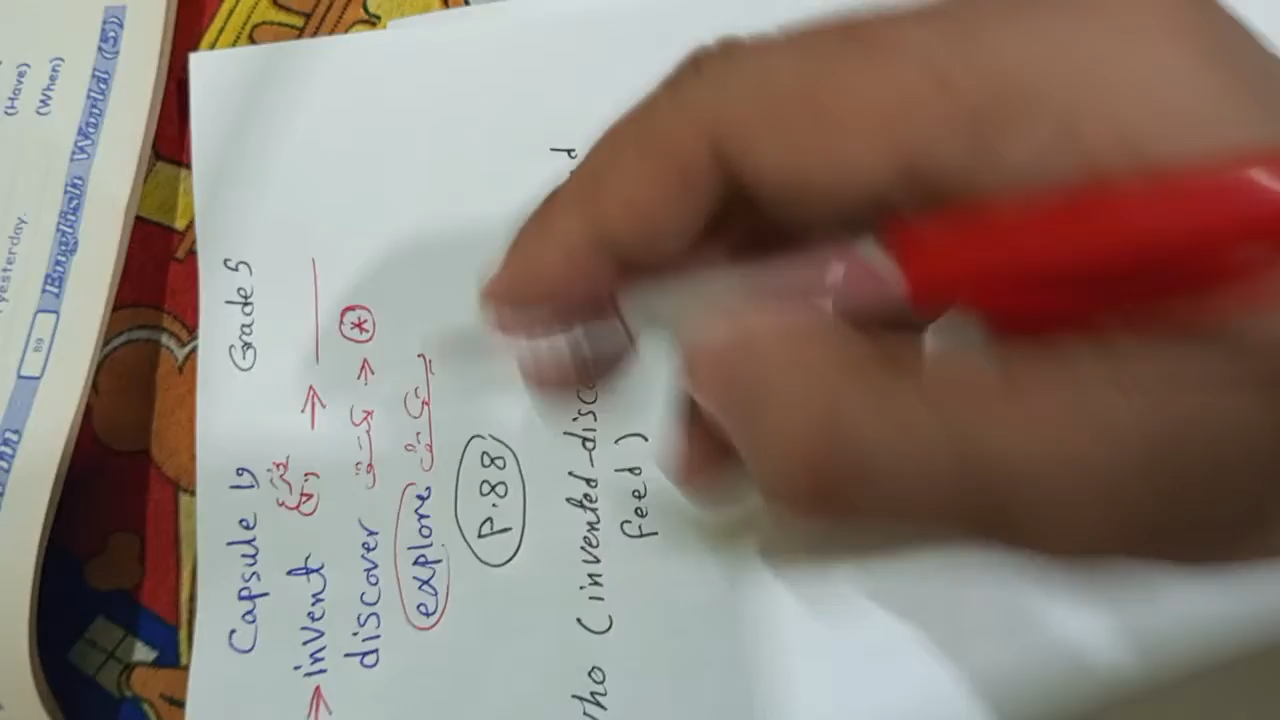 (Have)
(When)
yesterday.
89
English World (5)
Capsule 19 Grade 5
→ invent يخترع →
discover يكتشف → *
explore يستكشف
P.88
who (invented-disc
feed)